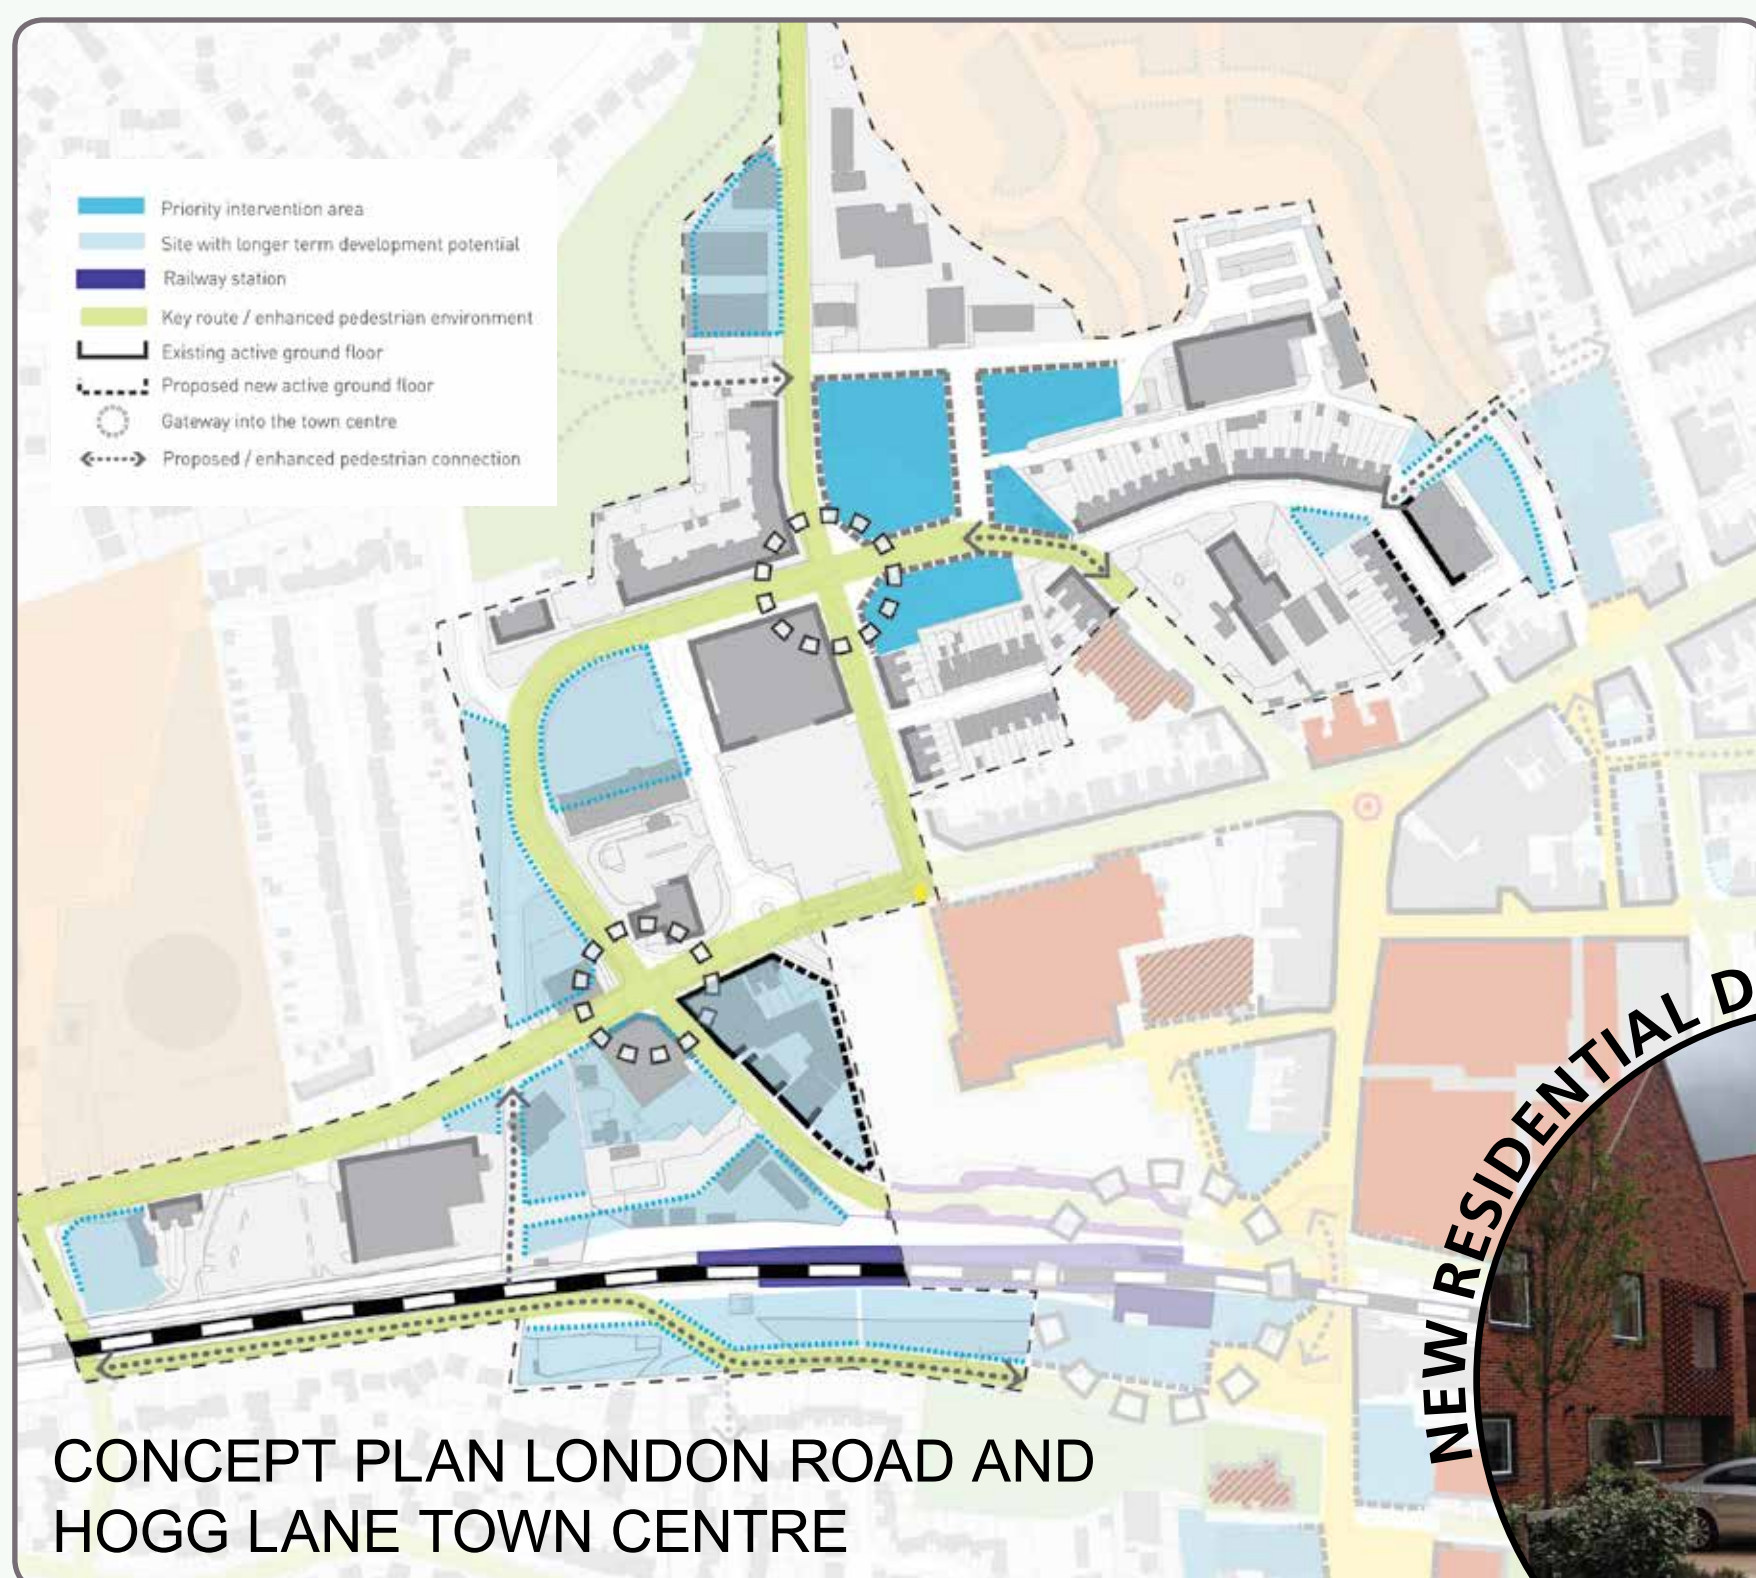 Priority intervention area
Site with longer term development potential
Railway station
Key route / enhanced pedestrian environment
Existing active ground floor
Proposed new active ground floor
Gateway into the town centre
Proposed / enhanced pedestrian connection
NEW RESIDENTIAL D
CONCEPT PLAN LONDON ROAD AND
HOGG LANE TOWN CENTRE